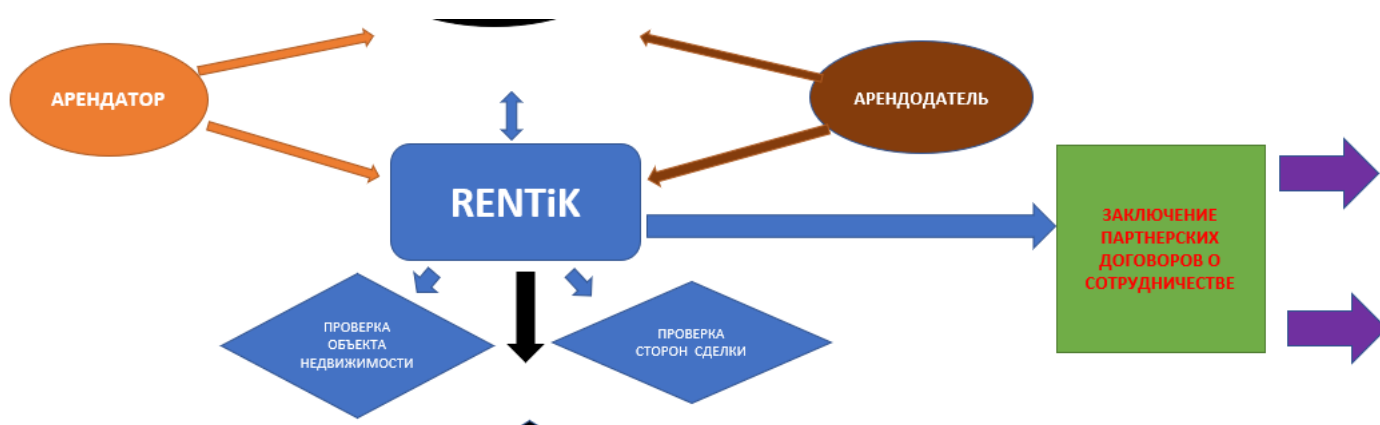 АРЕНДАТОР
АРЕНДОДАТЕЛЬ
RENTiK
ЗАКЛЮЧЕНИЕ
ПАРТНЕРСКИХ
ДОГОВОРОВ О
СОТРУДНИЧЕСТВЕ
ПРОВЕРКА
ОБЪЕКТА
НЕДВИЖИМОСТИ
ПРОВЕРКА
СТОРОН СДЕЛКИ